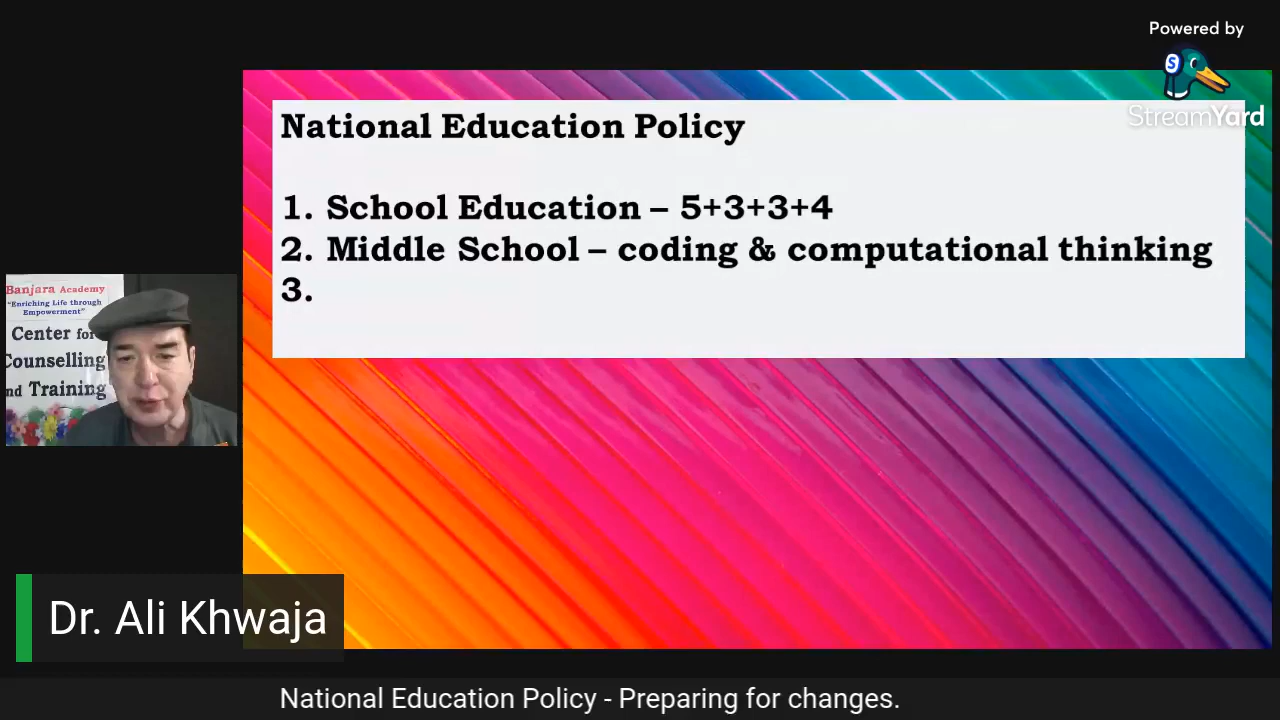 Powered by
StreamYard
National Education Policy
1. School Education – 5+3+3+4
2. Middle School – coding & computational thinking
3.
Banjara Academy
"Enriching Life through
Empowerment"
Center for
Counselling
nd Training
Dr. Ali Khwaja
National Education Policy - Preparing for changes.